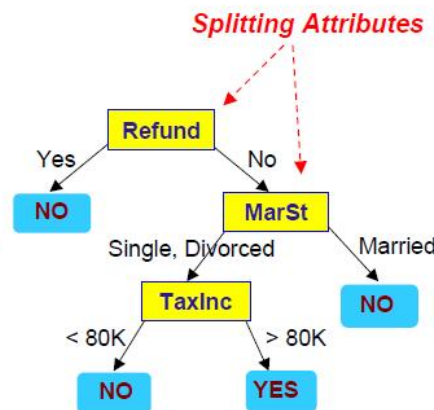 Splitting Attributes
Refund
Yes
No
NO
MarSt
Single, Divorced
Married
TaxInc
NO
< 80K
> 80K
NO
YES